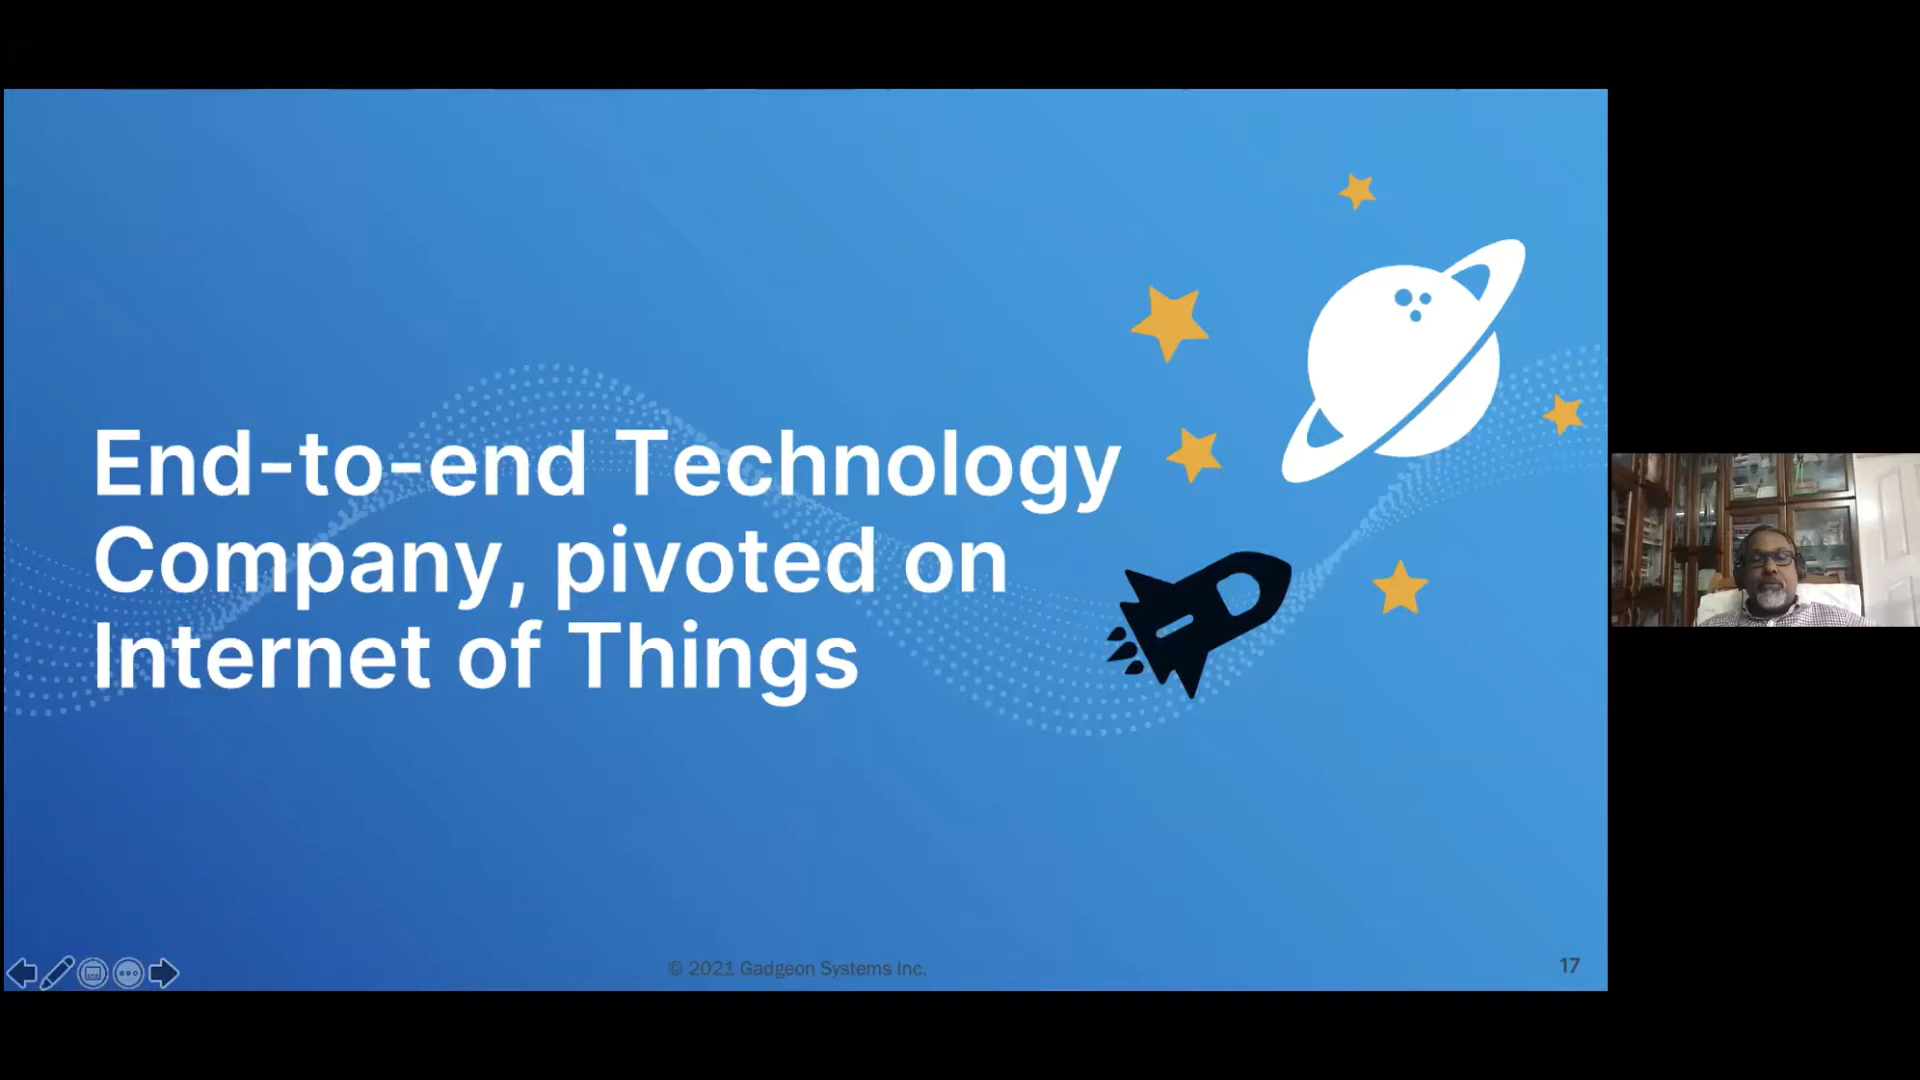 End-to-end Technology
Company, pivoted on
Internet of Things
© 2021 Gadgeon Systems Inc.
17